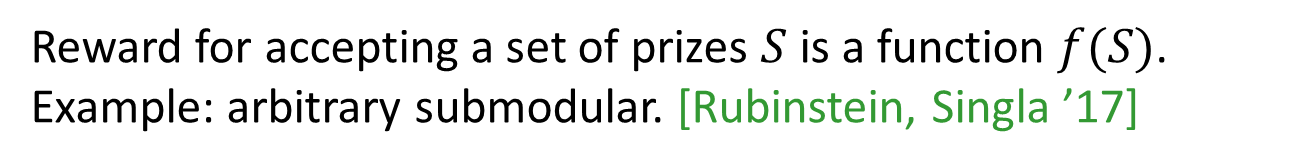 Reward for accepting a set of prizes 𝑆 is a function 𝑓(𝑆).
Example: arbitrary submodular. [Rubinstein, Singla ’17]